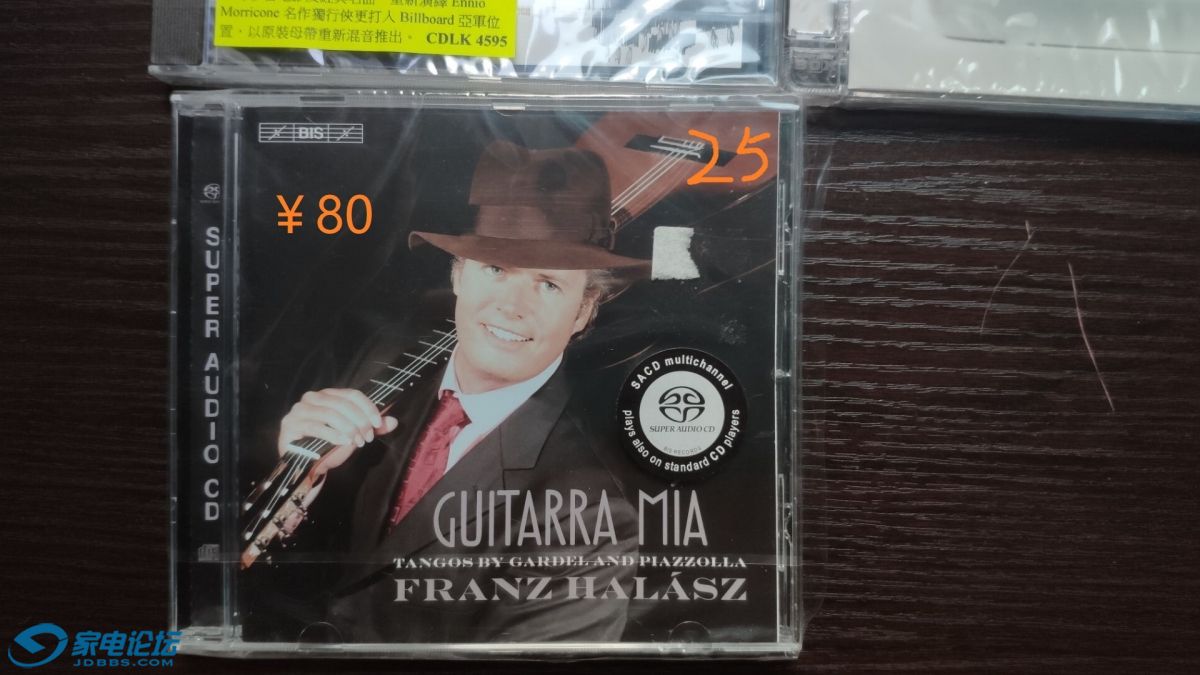 Morricone 名作獨行俠更打入 Billboard 亞軍位
置，以原裝母帶重新混音推出。 CDLK 4595
BIS
25
¥80
SUPER AUDIO CD
SACD multichannel
SUPER AUDIO CD
BIS RECORDS
plays also on standard CD players
GUITARRA MIA
TANGOS BY GARDEL AND PIAZZOLLA
FRANZ HALÁSZ
家电论坛
JDBBS.COM